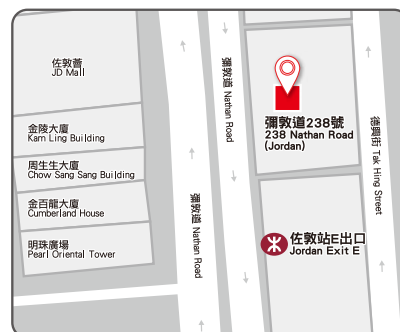 佐敦薈
JD Mall
金陵大廈
Kam Ling Building
周生生大廈
Chow Sang Sang Building
金百龍大廈
Cumberland House
明珠廣場
Pearl Oriental Tower
彌敦道 Nathan Road
彌敦道 Nathan Road
彌敦道238號
238 Nathan Road
(Jordan)
佐敦站E出口
Jordan Exit E
德興街 Tak Hing Street